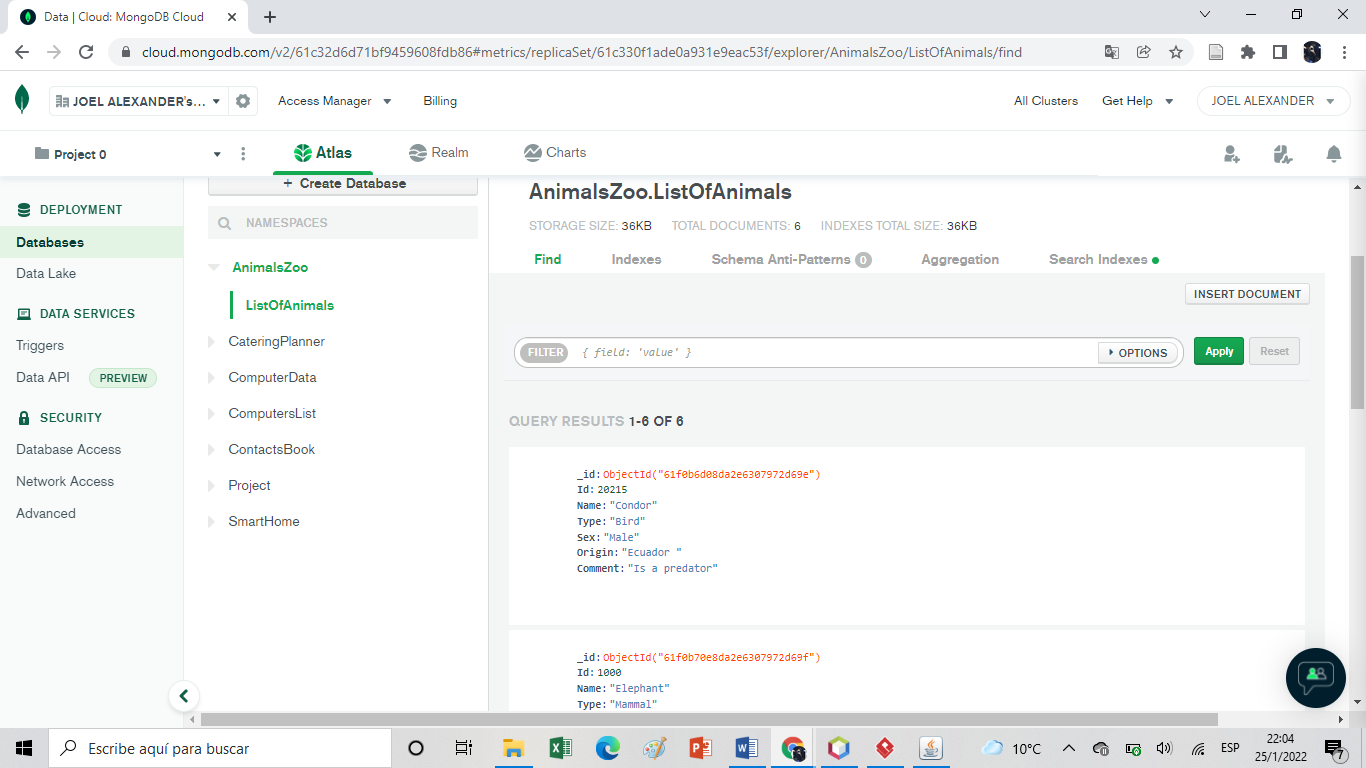 Data | Cloud: MongoDB Cloud
cloud.mongodb.com/v2/61c32d6d71bf9459608fdb86#metrics/replicaSet/61c330f1ade0a931e9eac53f/explorer/AnimalsZoo/ListOfAnimals/find
JOEL ALEXANDER's... Access Manager Billing All Clusters Get Help JOEL ALEXANDER
Project 0 Atlas Realm Charts
DEPLOYMENT
Databases
Data Lake
DATA SERVICES
Triggers
Data API PREVIEW
SECURITY
Database Access
Network Access
Advanced
+ Create Database
NAMESPACES
AnimalsZoo
ListOfAnimals
CateringPlanner
ComputerData
ComputersList
ContactsBook
Project
SmartHome
AnimalsZoo.ListOfAnimals
STORAGE SIZE: 36KB TOTAL DOCUMENTS: 6 INDEXES TOTAL SIZE: 36KB
Find Indexes Schema Anti-Patterns 0 Aggregation Search Indexes
INSERT DOCUMENT
FILTER { field: 'value' } OPTIONS Apply Reset
QUERY RESULTS 1-6 OF 6
_id: ObjectId("61f0b6d08da2e6307972d69e")
Id: 20215
Name: "Condor"
Type: "Bird"
Sex: "Male"
Origin: "Ecuador "
Comment: "Is a predator"
_id: ObjectId("61f0b70e8da2e6307972d69f")
Id: 1000
Name: "Elephant"
Type: "Mammal"
Escribe aquí para buscar
10°C
ESP
22:04
25/1/2022
7